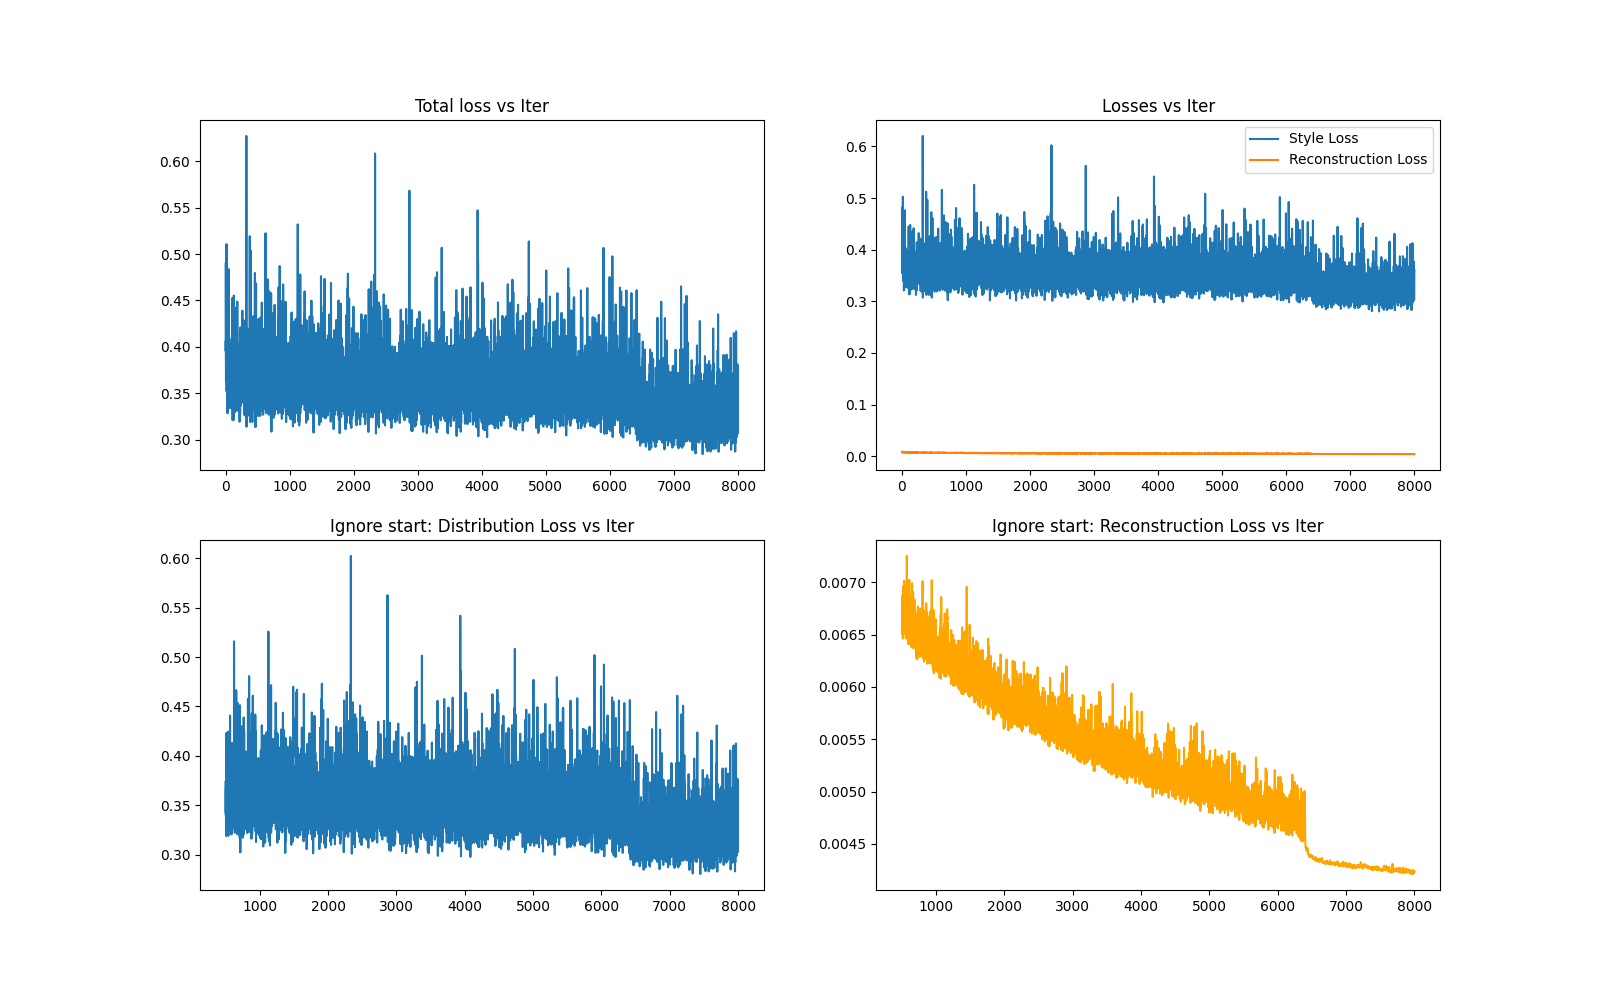 Total loss vs Iter
0.60
0.55
0.50
0.45
0.40
0.35
0.30
0 1000 2000 3000 4000 5000 6000 7000 8000
Losses vs Iter
Style Loss
Reconstruction Loss
0.6
0.5
0.4
0.3
0.2
0.1
0.0
0 1000 2000 3000 4000 5000 6000 7000 8000
Ignore start: Distribution Loss vs Iter
0.60
0.55
0.50
0.45
0.40
0.35
0.30
1000 2000 3000 4000 5000 6000 7000 8000
Ignore start: Reconstruction Loss vs Iter
0.0070
0.0065
0.0060
0.0055
0.0050
0.0045
1000 2000 3000 4000 5000 6000 7000 8000